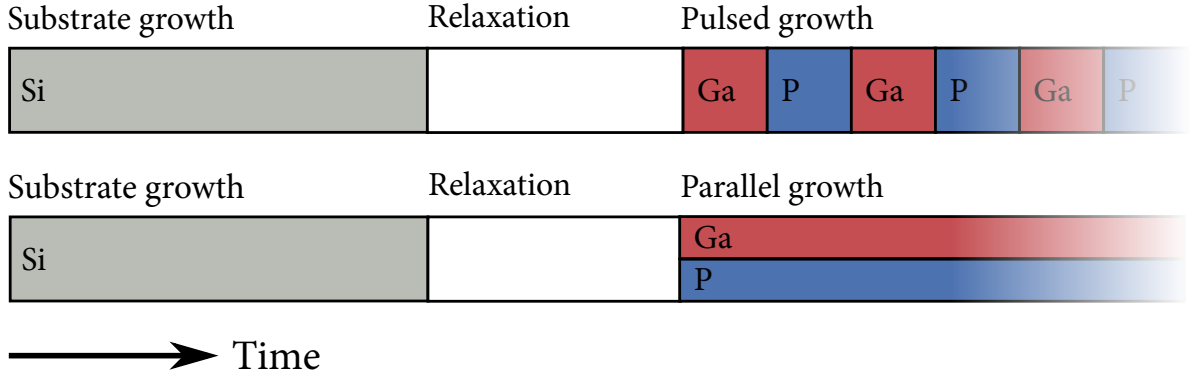 Substrate growth Relaxation Pulsed growth
Si Ga P Ga P Ga P
Substrate growth Relaxation Parallel growth
Ga
Si
P
Time